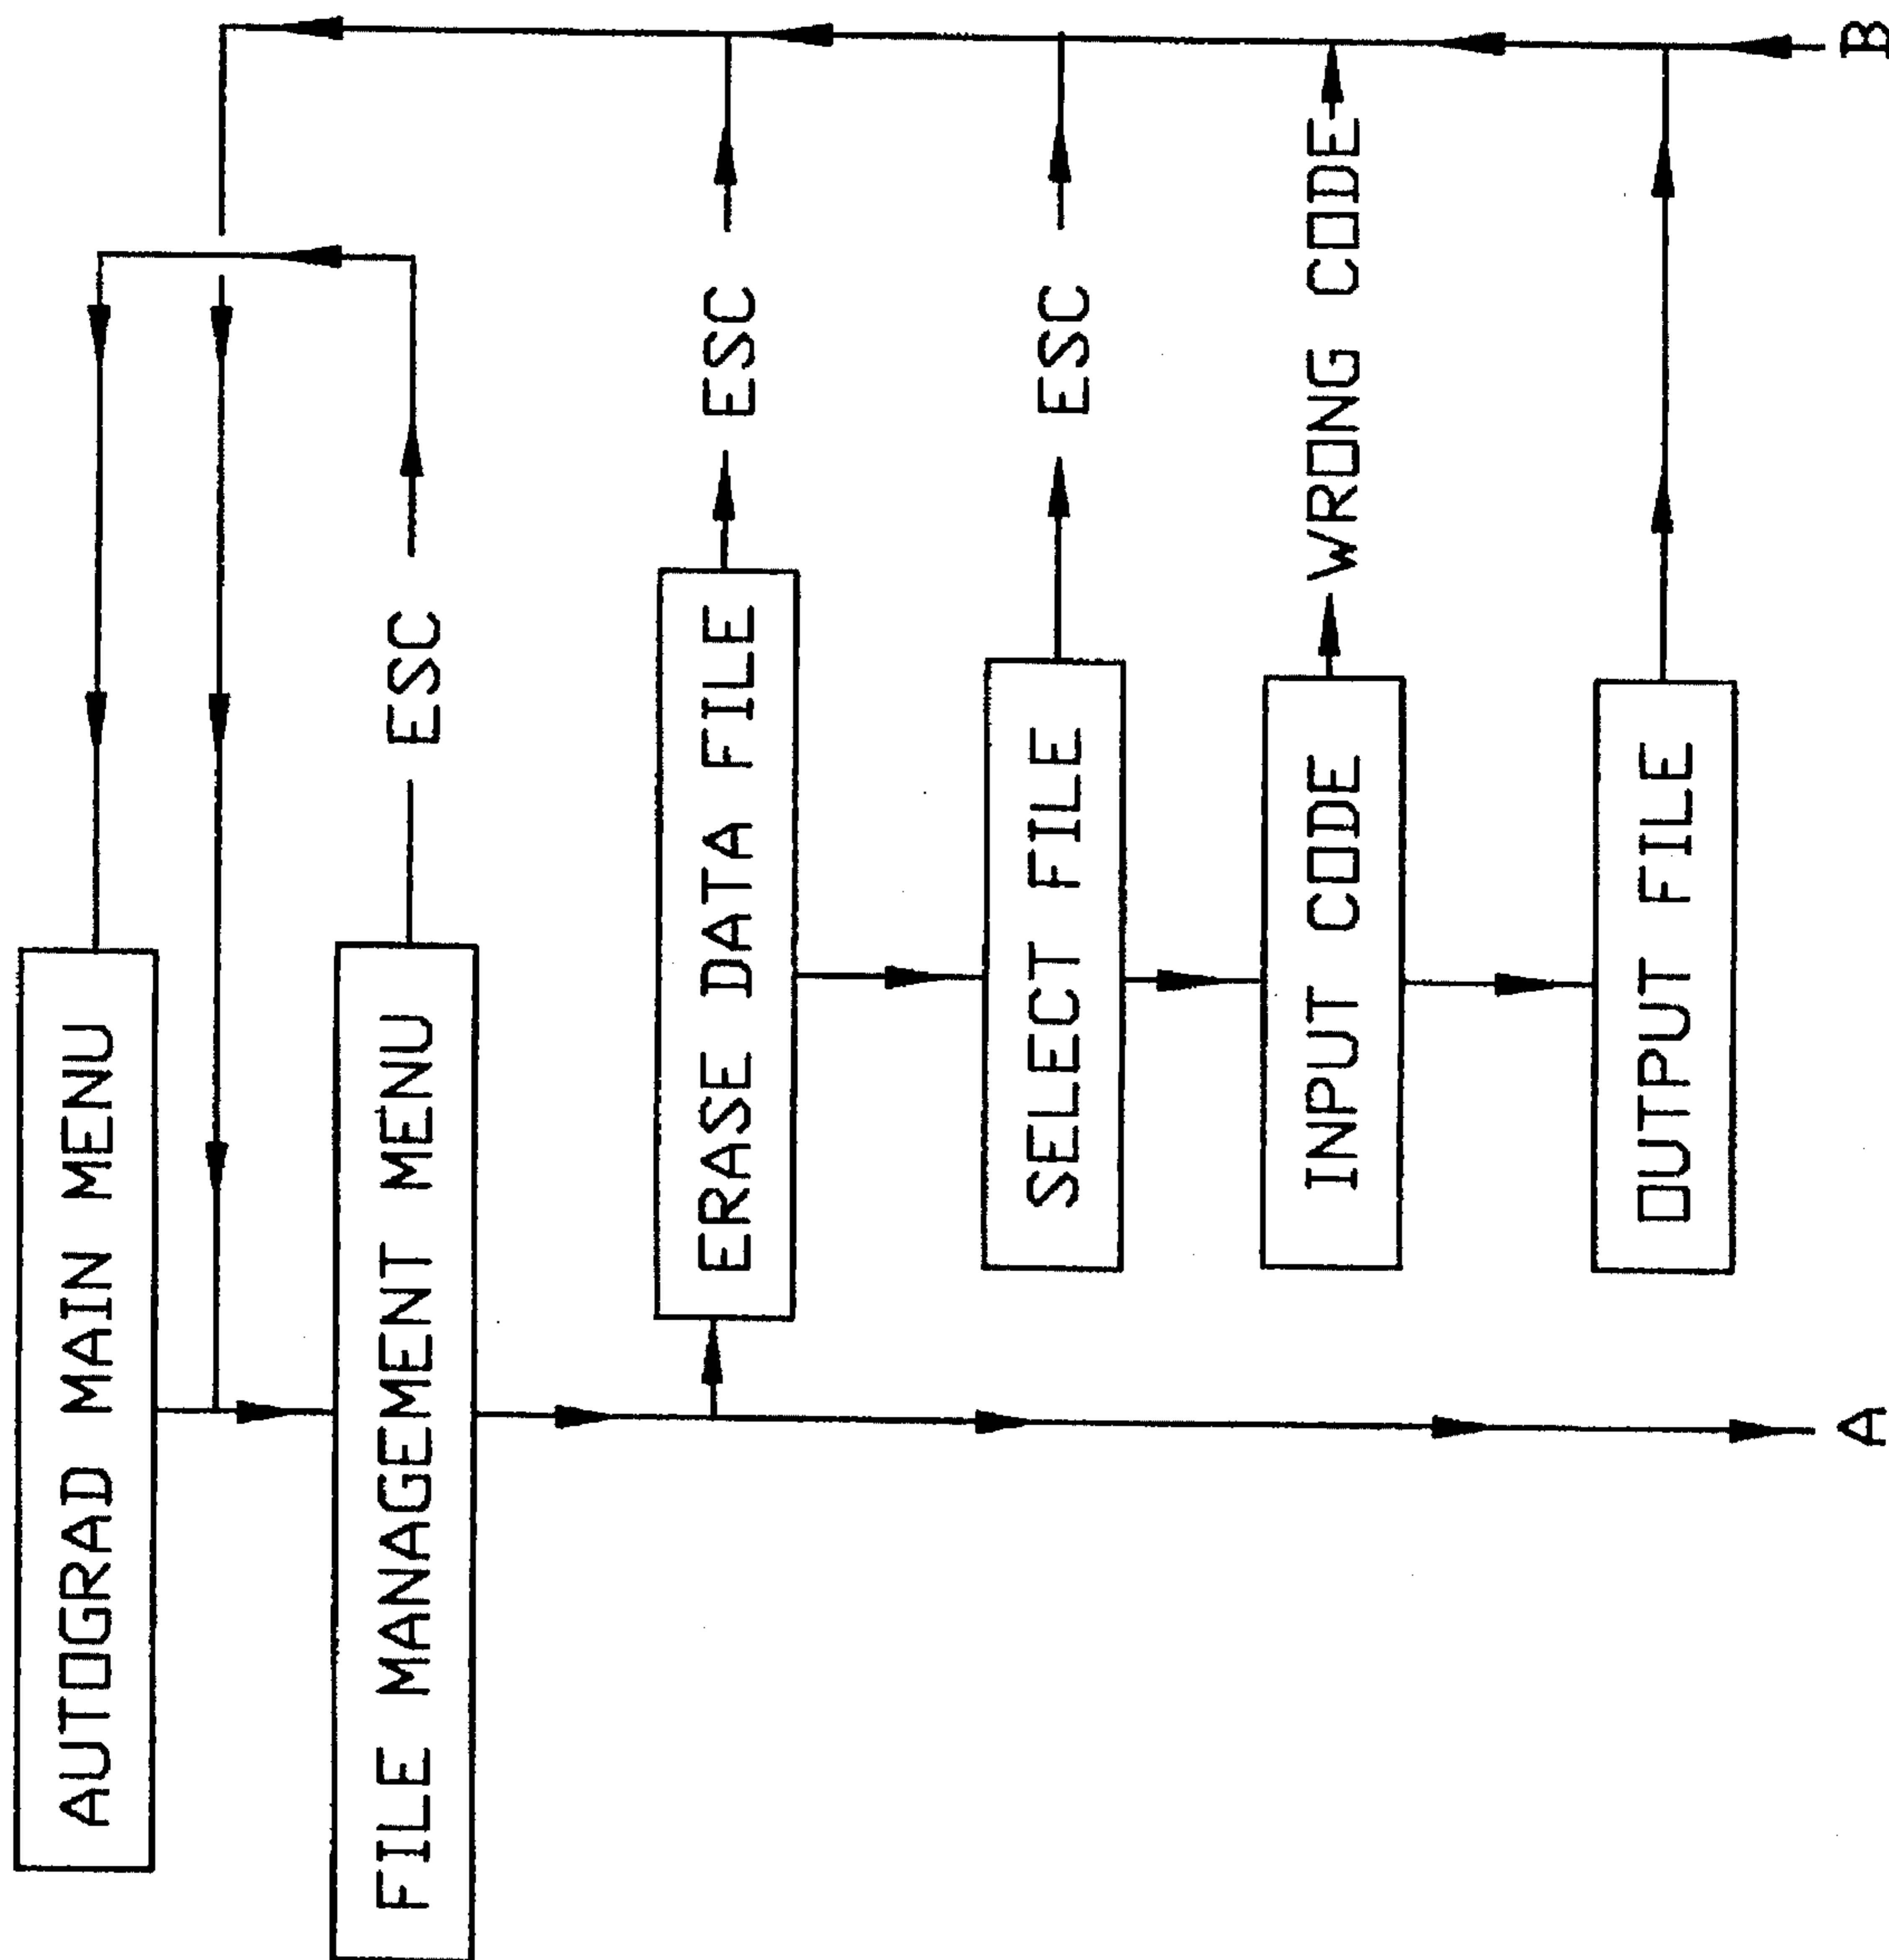 AUTOGRAD MAIN MENU
FILE MANAGEMENT MENU
ESC
ERASE DATA FILE
ESC
SELECT FILE
ESC
INPUT CODE
WRONG CODE
OUTPUT FILE
A
B